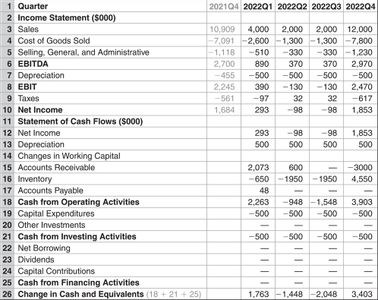 1 Quarter 2021Q4 2022Q1 2022Q2 2022Q3 2022Q4
2 Income Statement ($000)
3 Sales 10,909 4,000 2,000 2,000 12,000
4 Cost of Goods Sold −7,091 −2,600 −1,300 −1,300 −7,800
5 Selling, General, and Administrative −1,118 −510 −330 −330 −1,230
6 EBITDA 2,700 890 370 370 2,970
7 Depreciation −455 −500 −500 −500 −500
8 EBIT 2,245 390 −130 −130 2,470
9 Taxes −561 −97 32 32 −617
10 Net Income 1,684 293 −98 −98 1,853
11 Statement of Cash Flows ($000)
12 Net Income 293 −98 −98 1,853
13 Depreciation 500 500 500 500
14 Changes in Working Capital
15 Accounts Receivable 2,073 600 — −3000
16 Inventory −650 −1950 −1950 4,550
17 Accounts Payable 48 — — —
18 Cash from Operating Activities 2,263 −948 −1,548 3,903
19 Capital Expenditures −500 −500 −500 −500
20 Other Investments — — — —
21 Cash from Investing Activities −500 −500 −500 −500
22 Net Borrowing — — — —
23 Dividends — — — —
24 Capital Contributions — — — —
25 Cash from Financing Activities — — — —
26 Change in Cash and Equivalents (18 + 21 + 25) 1,763 −1,448 −2,048 3,403